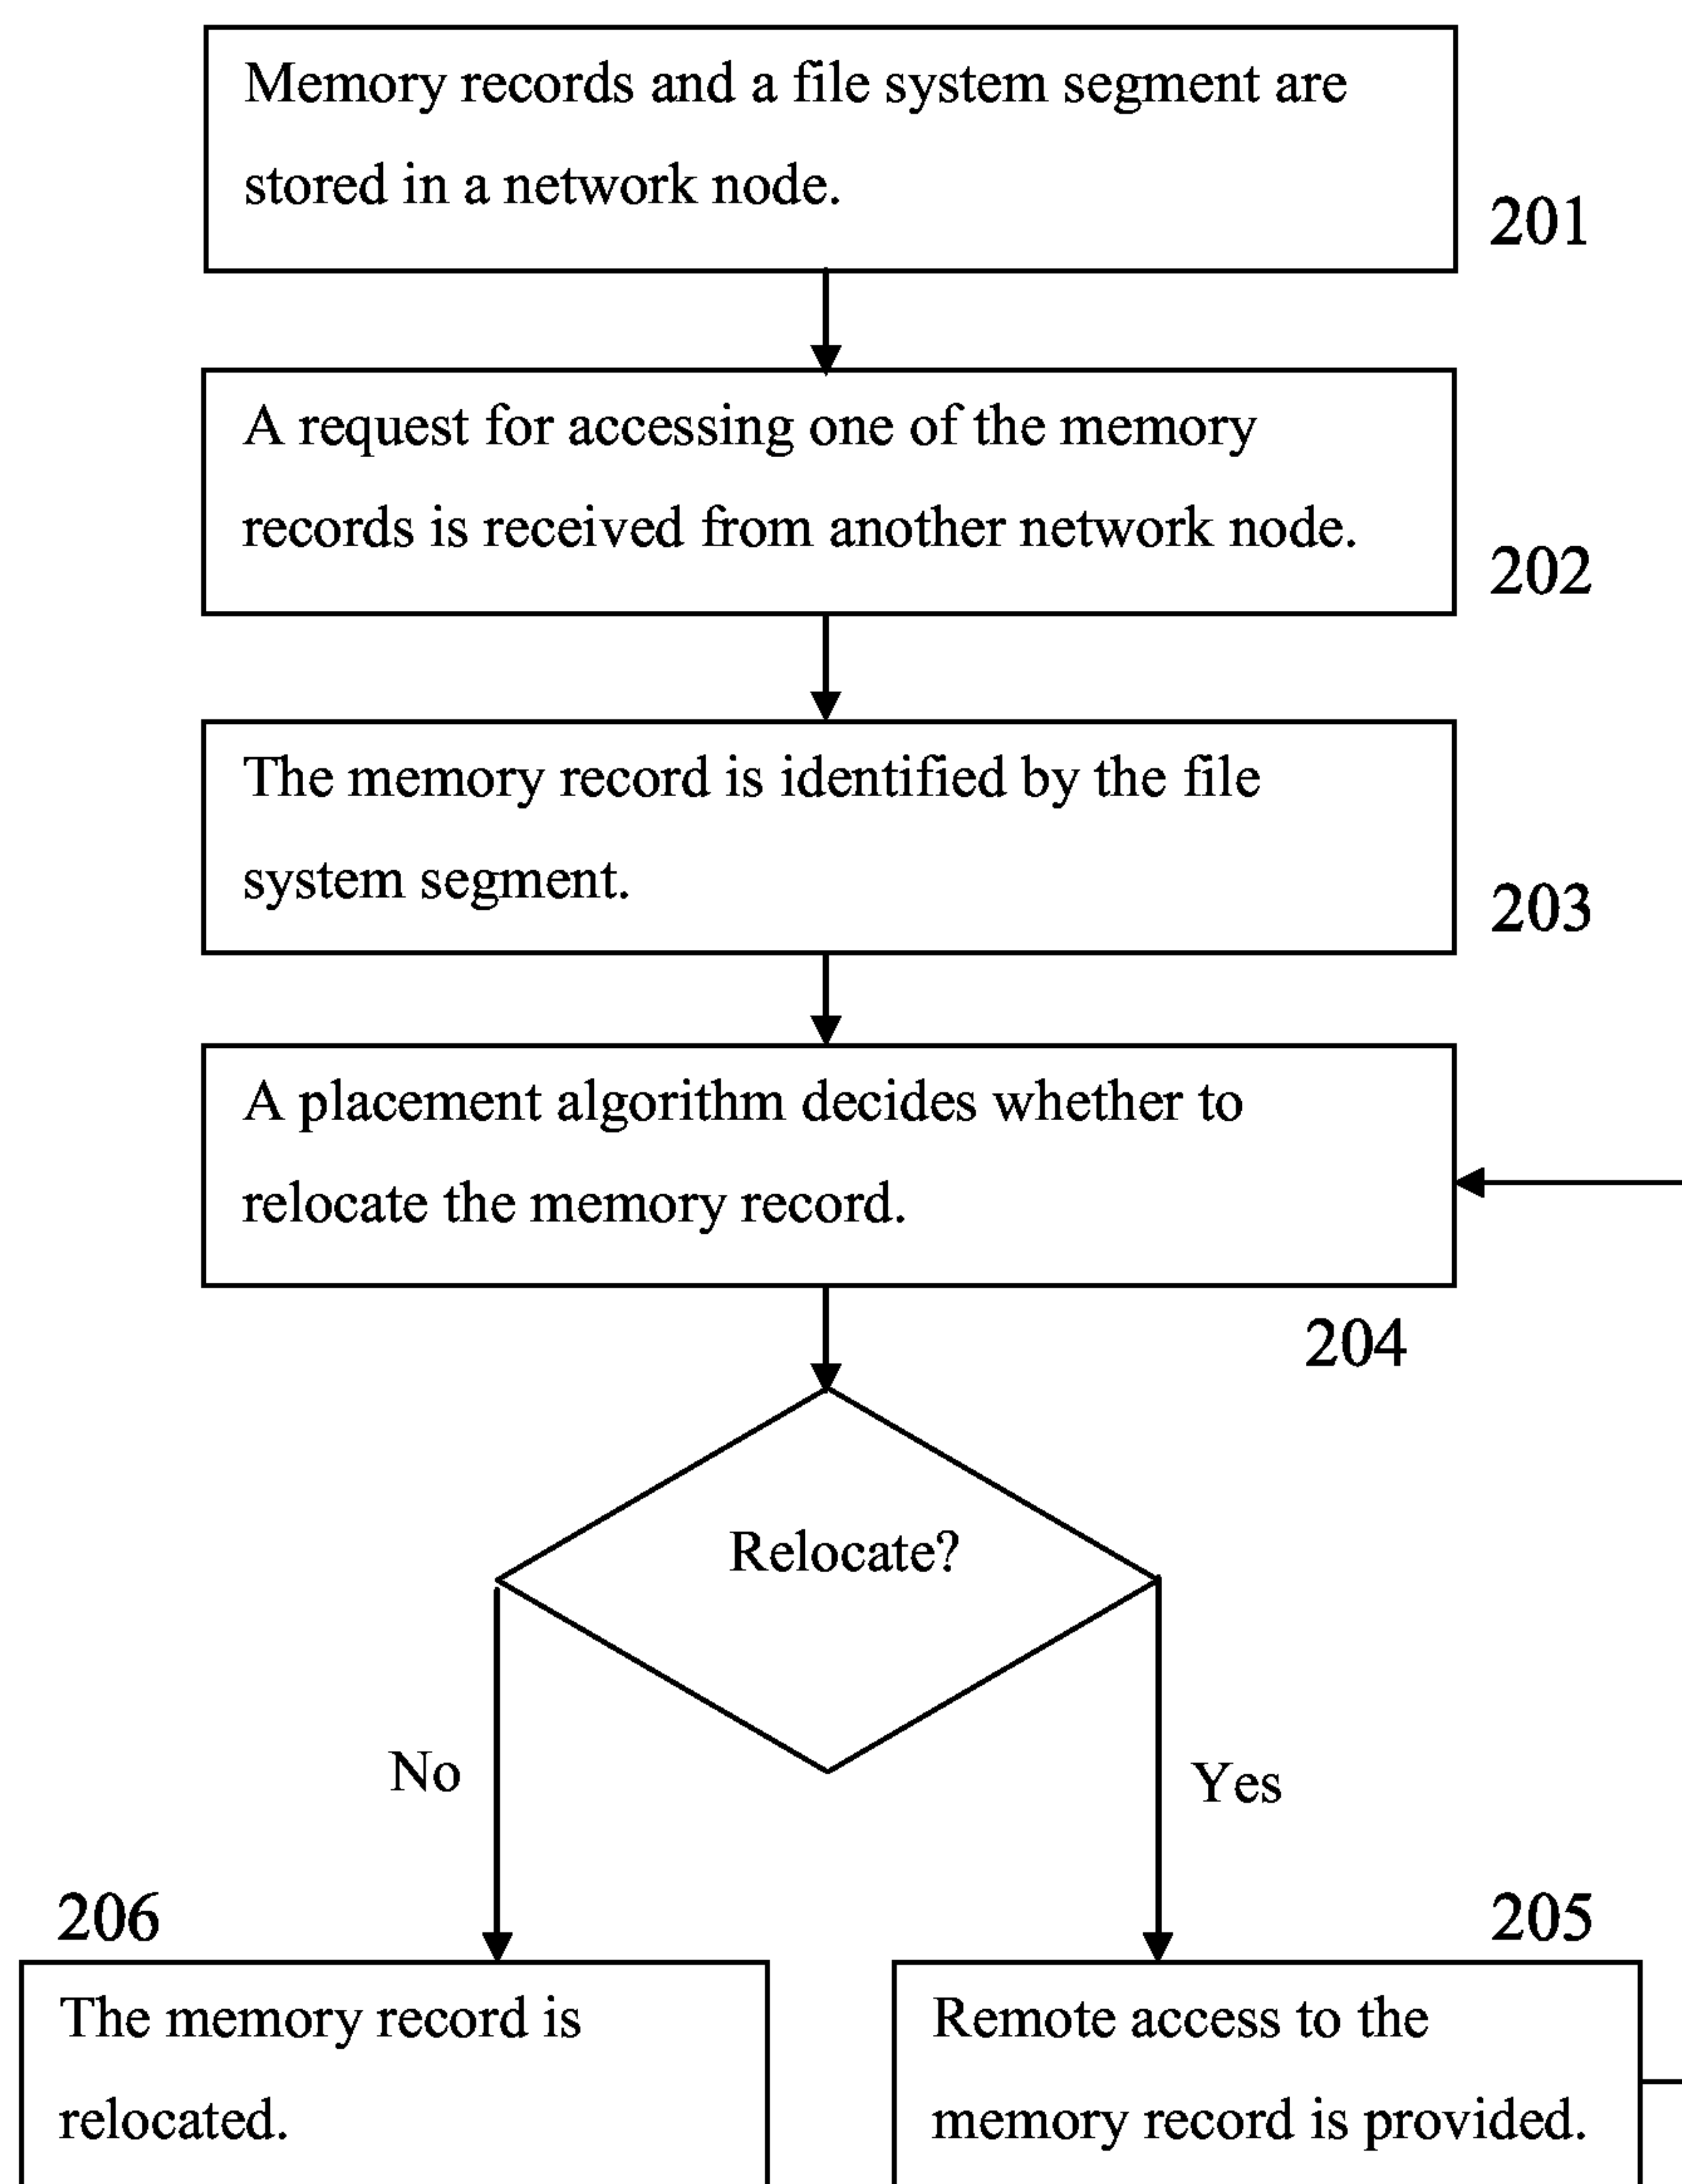 Memory records and a file system segment are
stored in a network node.
201
A request for accessing one of the memory
records is received from another network node.
202
The memory record is identified by the file
system segment.
203
A placement algorithm decides whether to
relocate the memory record.
204
Relocate?
No
Yes
206
205
The memory record is
relocated.
Remote access to the
memory record is provided.